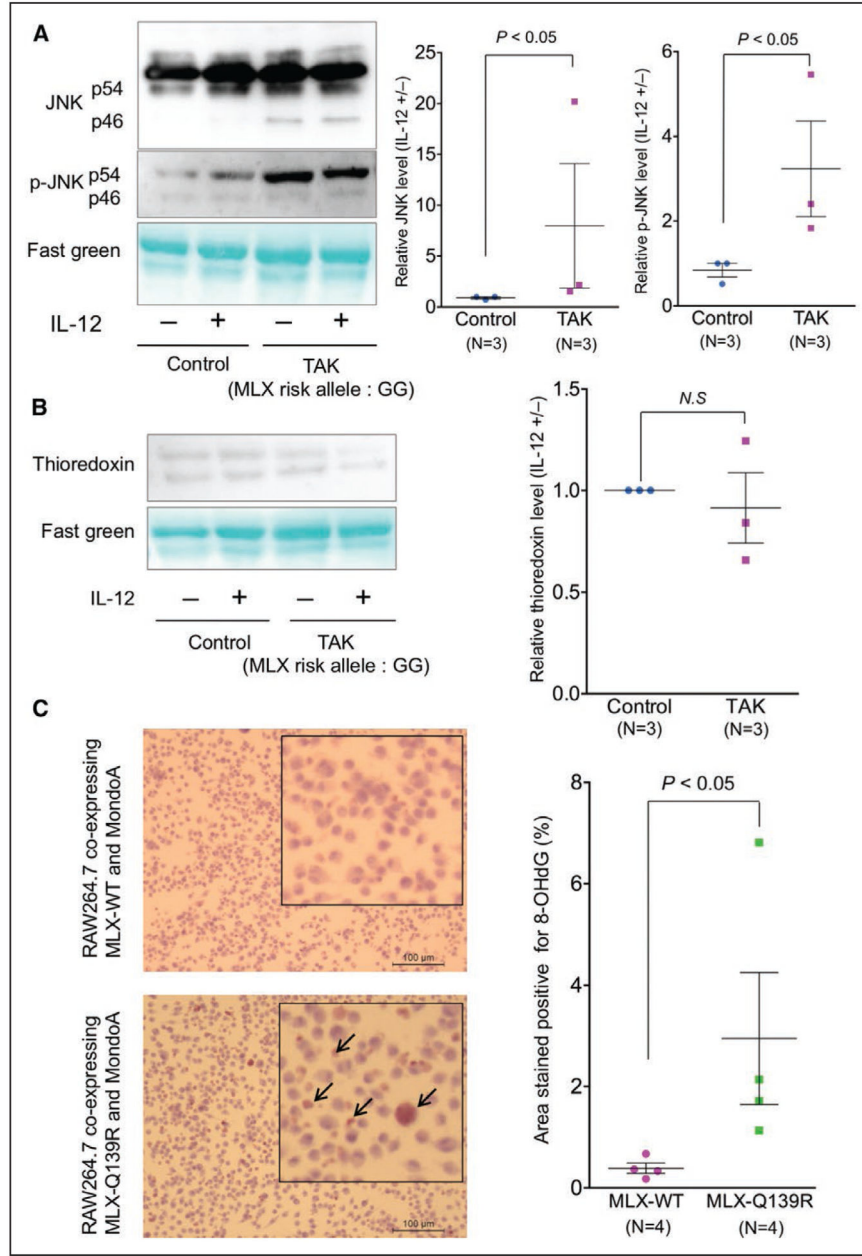 A
JNK
p54
p46
p-JNK
p54
p46
Fast green
IL-12
– + – +
Control
TAK
(MLX risk allele : GG)
Relative JNK level (IL-12 +/–)
25
20
15
10
5
0
P < 0.05
Control
(N=3)
TAK
(N=3)
Relative p-JNK level (IL-12 +/–)
6
4
2
0
P < 0.05
Control
(N=3)
TAK
(N=3)
B
Thioredoxin
Fast green
IL-12
– + – +
Control
TAK
(MLX risk allele : GG)
Relative thioredoxin level (IL-12 +/–)
1.5
1.0
0.5
0.0
N.S
Control
(N=3)
TAK
(N=3)
C
RAW264.7 co-expressing
MLX-WT and MondoA
100 µm
RAW264.7 co-expressing
MLX-Q139R and MondoA
100 µm
Area stained positive for 8-OHdG (%)
8
6
4
2
0
P < 0.05
MLX-WT
(N=4)
MLX-Q139R
(N=4)